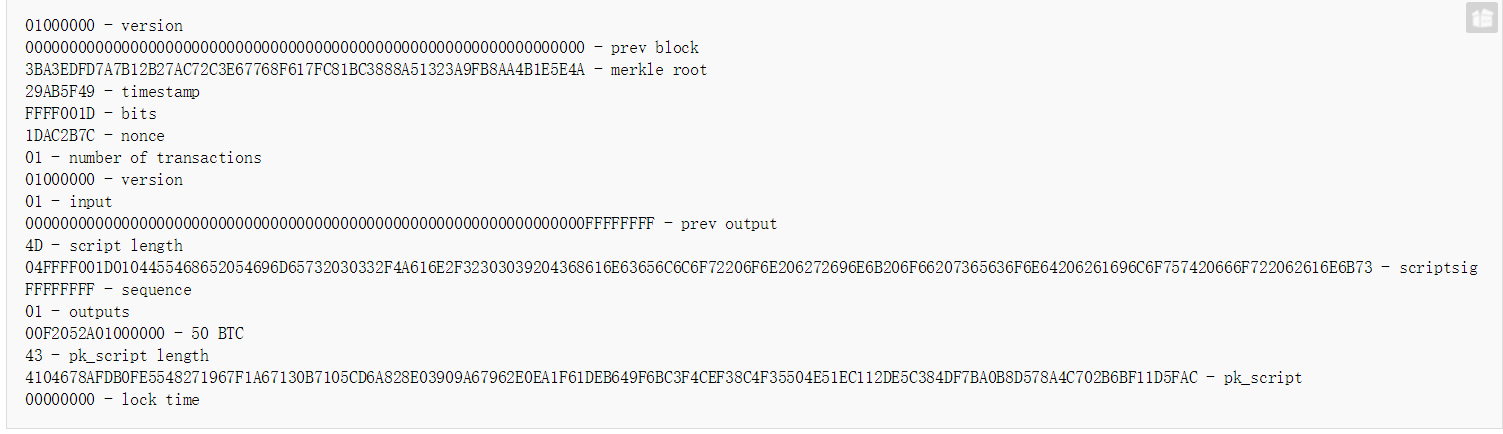 01000000 - version
0000000000000000000000000000000000000000000000000000000000000000 - prev block
3BA3EDFD7A7B12B27AC72C3E67768F617FC81BC3888A51323A9FB8AA4B1E5E4A - merkle root
29AB5F49 - timestamp
FFFF001D - bits
1DAC2B7C - nonce
01 - number of transactions
01000000 - version
01 - input
0000000000000000000000000000000000000000000000000000000000000000FFFFFFFF - prev output
4D - script length
04FFFF001D0104455468652054696D65732030332F4A616E2F32303039204368616E63656C6C6F72206F6E206272696E6B206F66207365636F6E64206261696C6F757420666F722062616E6B73 - scriptsig
FFFFFFFF - sequence
01 - outputs
00F2052A01000000 - 50 BTC
43 - pk_script length
4104678AFDB0FE5548271967F1A67130B7105CD6A828E03909A67962E0EA1F61DEB649F6BC3F4CEF38C4F35504E51EC112DE5C384DF7BA0B8D578A4C702B6BF11D5FAC - pk_script
00000000 - lock time